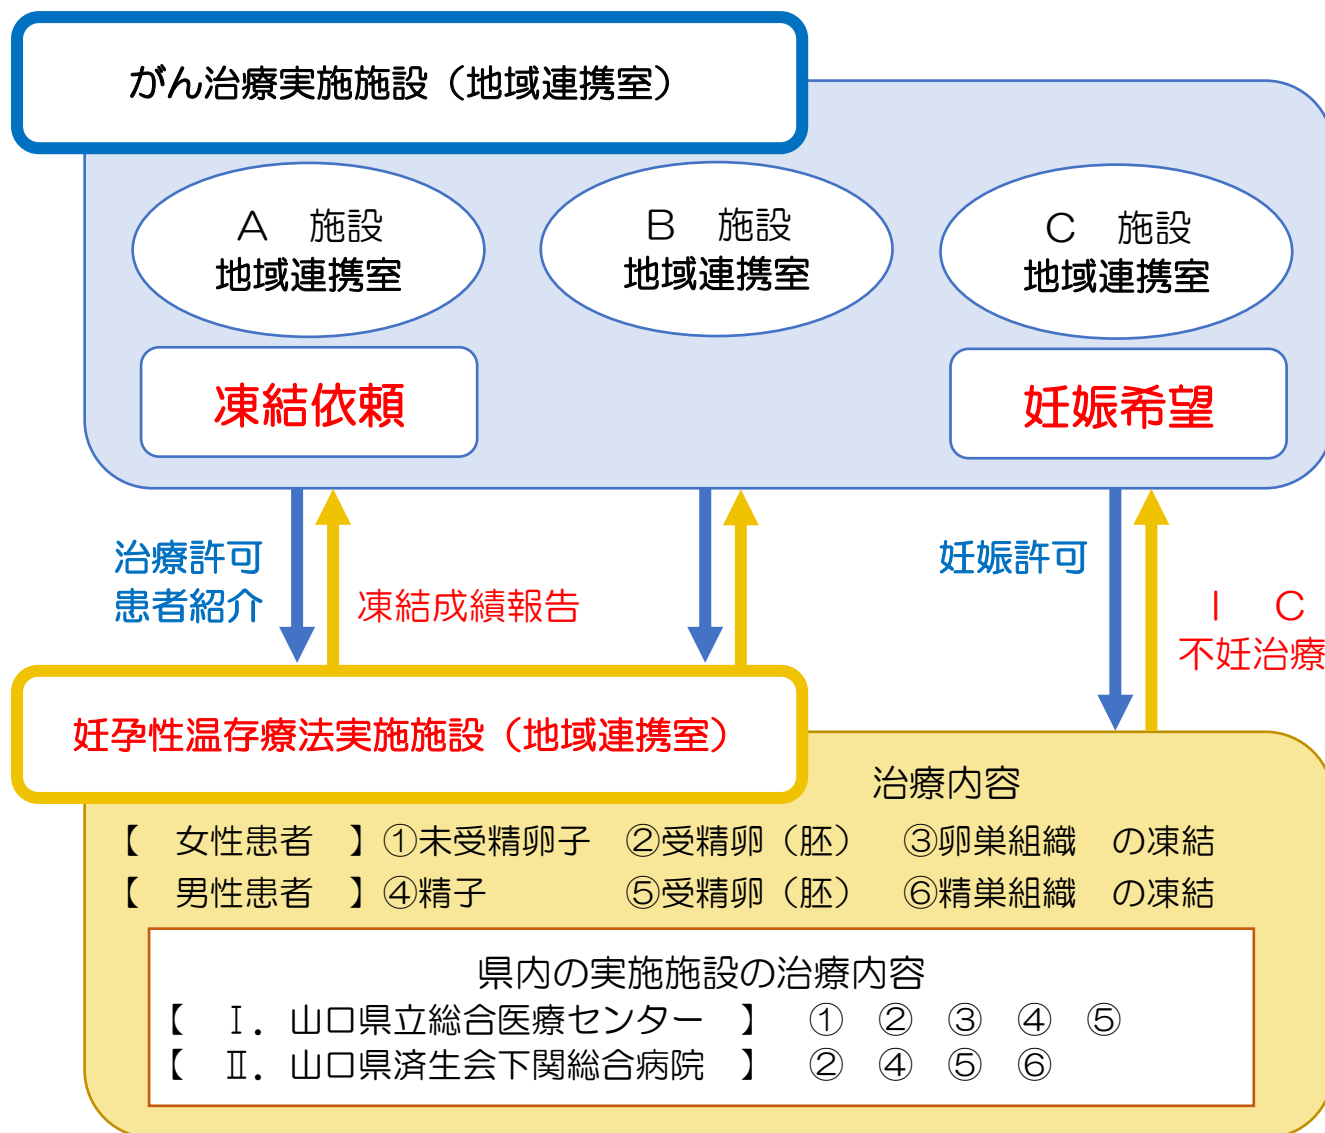 がん治療実施施設（地域連携室）
A　施設
地域連携室
B　施設
地域連携室
C　施設
地域連携室
凍結依頼
妊娠希望
治療許可
患者紹介
凍結成績報告
妊娠許可
I　C
不妊治療
妊孕性温存療法実施施設（地域連携室）
治療内容
【　女性患者　】①未受精卵子　②受精卵（胚）　③卵巣組織　の凍結
【　男性患者　】④精子　⑤受精卵（胚）　⑥精巣組織　の凍結
県内の実施施設の治療内容
【　Ⅰ．山口県立総合医療センター　】　①　②　③　④　⑤
【　Ⅱ．山口県済生会下関総合病院　】　②　④　⑤　⑥